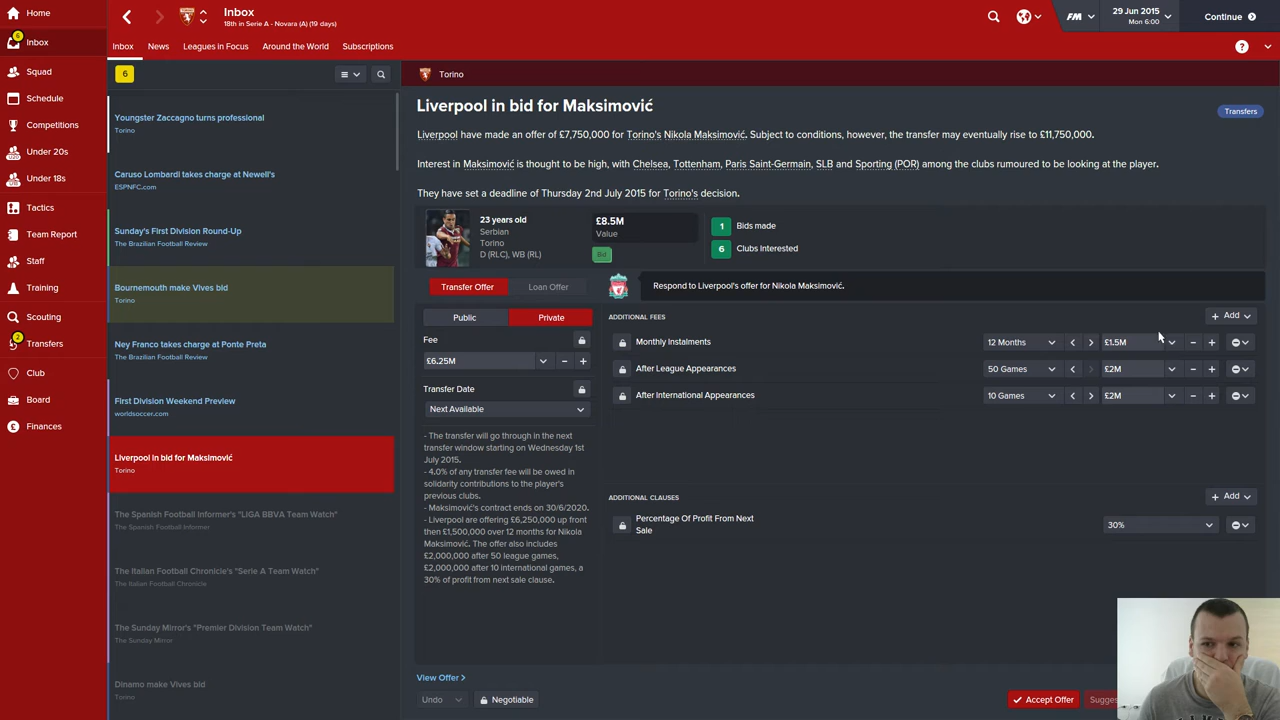 Home
6
Inbox
Squad
Schedule
Competitions
Under 20s
Under 18s
Tactics
Team Report
Staff
Training
Scouting
2
Transfers
Club
Board
Finances
Inbox
18th in Serie A - Novara (A) (19 days)
FM
29 Jun 2015
Mon 6:00
Continue
Inbox
News
Leagues in Focus
Around the World
Subscriptions
?
6
Youngster Zaccagno turns professional
Torino
Caruso Lombardi takes charge at Newell's
ESPNFC.com
Sunday's First Division Round-Up
The Brazilian Football Review
Bournemouth make Vives bid
Torino
Ney Franco takes charge at Ponte Preta
The Brazilian Football Review
First Division Weekend Preview
worldsoccer.com
Liverpool in bid for Maksimović
Torino
The Spanish Football Informer's "LIGA BBVA Team Watch"
The Spanish Football Informer
The Italian Football Chronicle's "Serie A Team Watch"
The Italian Football Chronicle
The Sunday Mirror's "Premier Division Team Watch"
The Sunday Mirror
Dinamo make Vives bid
Torino
Torino
Liverpool in bid for Maksimović
Transfers
Liverpool have made an offer of £7,750,000 for Torino's Nikola Maksimović. Subject to conditions, however, the transfer may eventually rise to £11,750,000.
Interest in Maksimović is thought to be high, with Chelsea, Tottenham, Paris Saint-Germain, SLB and Sporting (POR) among the clubs rumoured to be looking at the player.
They have set a deadline of Thursday 2nd July 2015 for Torino's decision.
23 years old
Serbian
Torino
D (RLC), WB (RL)
£8.5M
Value
Bid
1 Bids made
6 Clubs Interested
Transfer Offer
Loan Offer
Respond to Liverpool's offer for Nikola Maksimović.
Public
Private
Fee
£6.25M
Transfer Date
Next Available
- The transfer will go through in the next
transfer window starting on Wednesday 1st
July 2015.
- 4.0% of any transfer fee will be owed in
solidarity contributions to the player's
previous clubs.
- Maksimović's contract ends on 30/6/2020.
- Liverpool are offering £6,250,000 up front
then £1,500,000 over 12 months for Nikola
Maksimović. The offer also includes
£2,000,000 after 50 league games,
£2,000,000 after 10 international games, a
30% of profit from next sale clause.
ADDITIONAL FEES
Add
Monthly Instalments
12 Months
£1.5M
After League Appearances
50 Games
£2M
After International Appearances
10 Games
£2M
ADDITIONAL CLAUSES
Add
Percentage Of Profit From Next
Sale
30%
View Offer >
Undo
Negotiable
Accept Offer